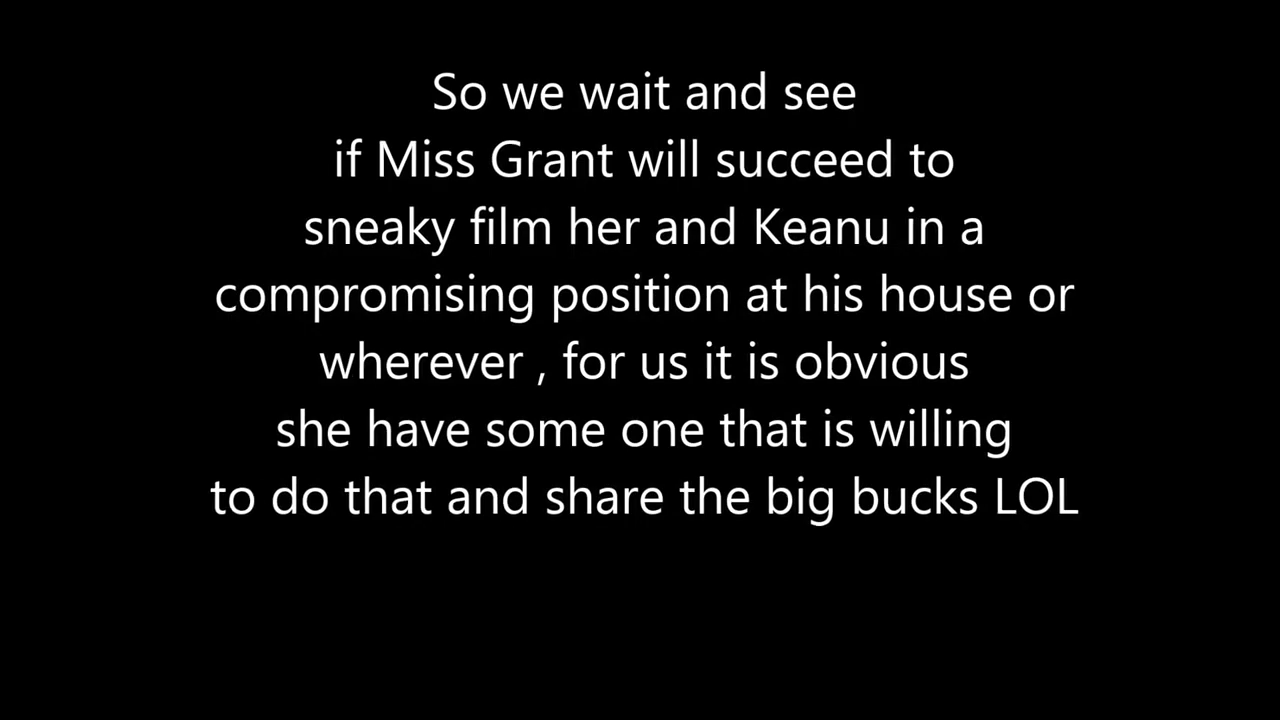 So we wait and see
if Miss Grant will succeed to
sneaky film her and Keanu in a
compromising position at his house or
wherever , for us it is obvious
she have some one that is willing
to do that and share the big bucks LOL